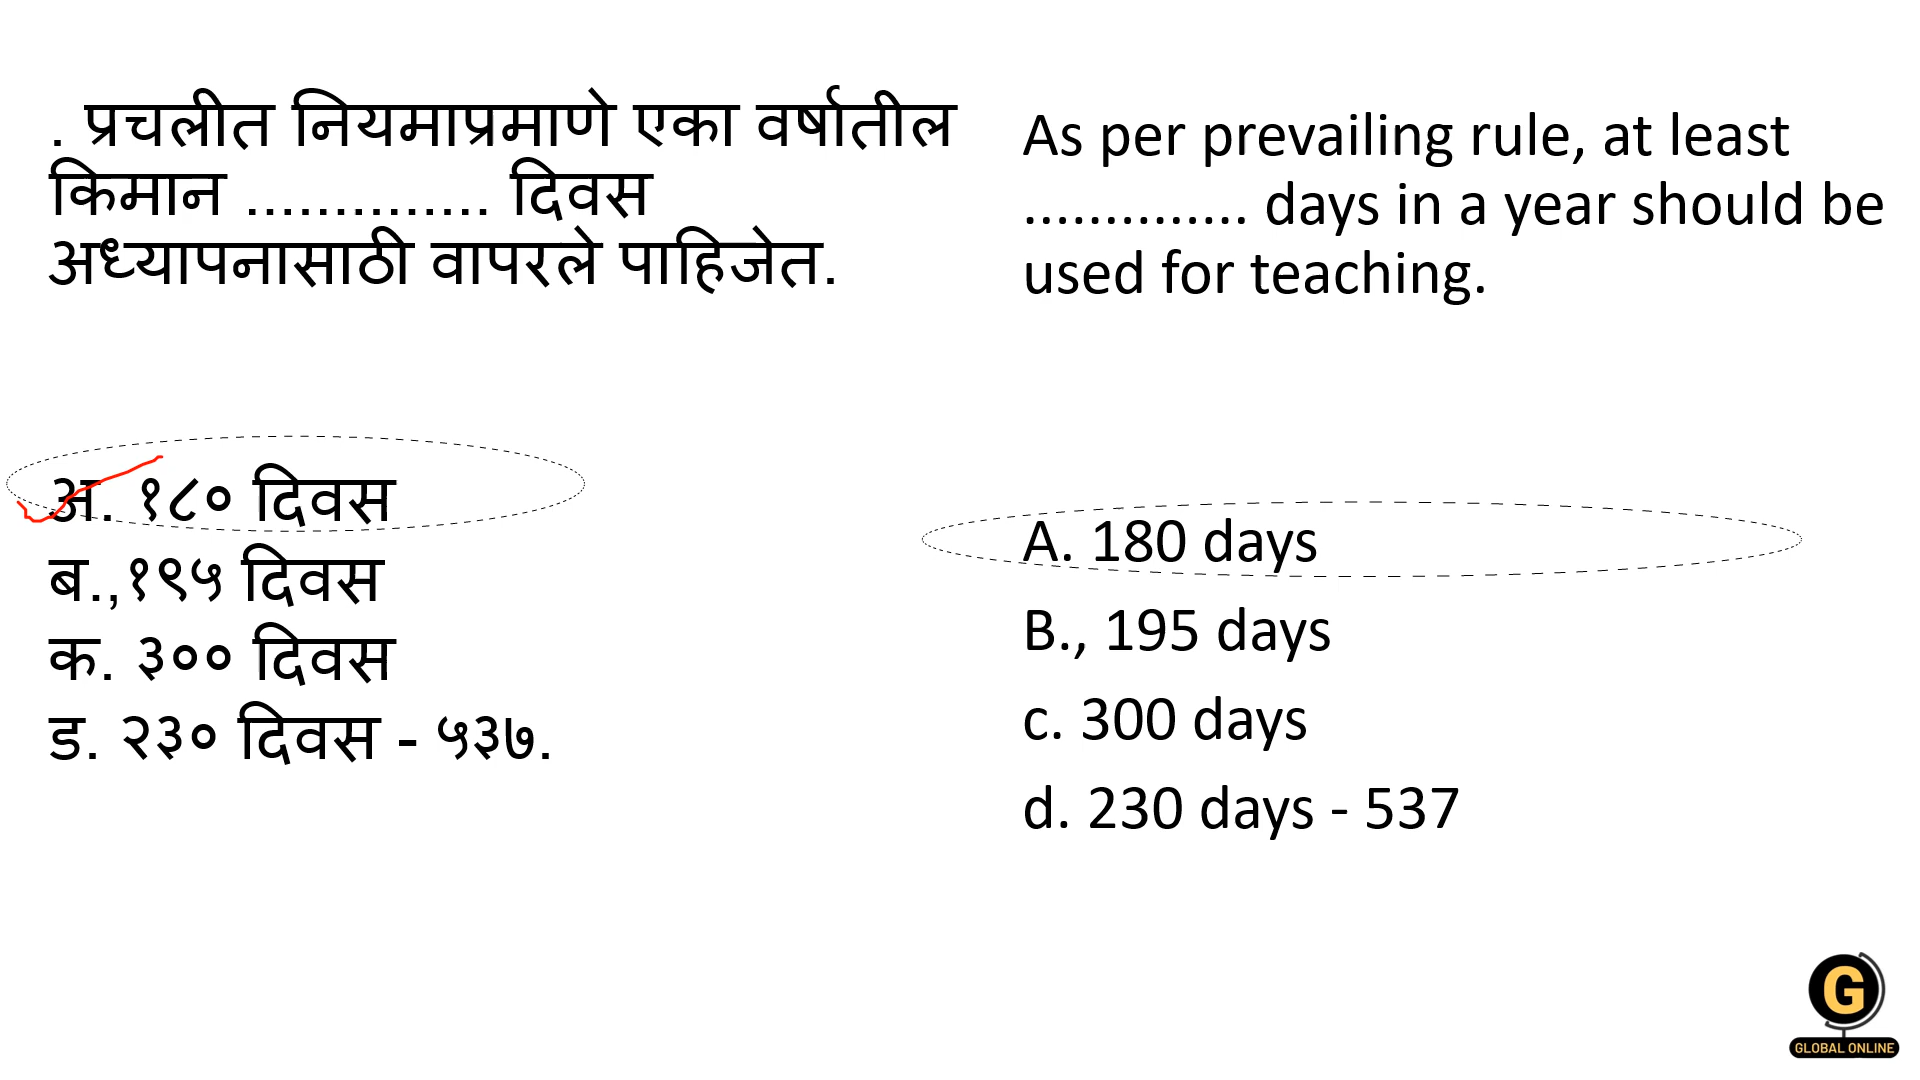 . प्रचलीत नियमाप्रमाणे एका वर्षातील
किमान .............. दिवस
अध्यापनासाठी वापरले पाहिजेत.
अ. १८० दिवस
ब.,१९५ दिवस
क. ३०० दिवस
ड. २३० दिवस - ५३७.
As per prevailing rule, at least
.............. days in a year should be
used for teaching.
A. 180 days
B., 195 days
c. 300 days
d. 230 days - 537
G
GLOBAL ONLINE